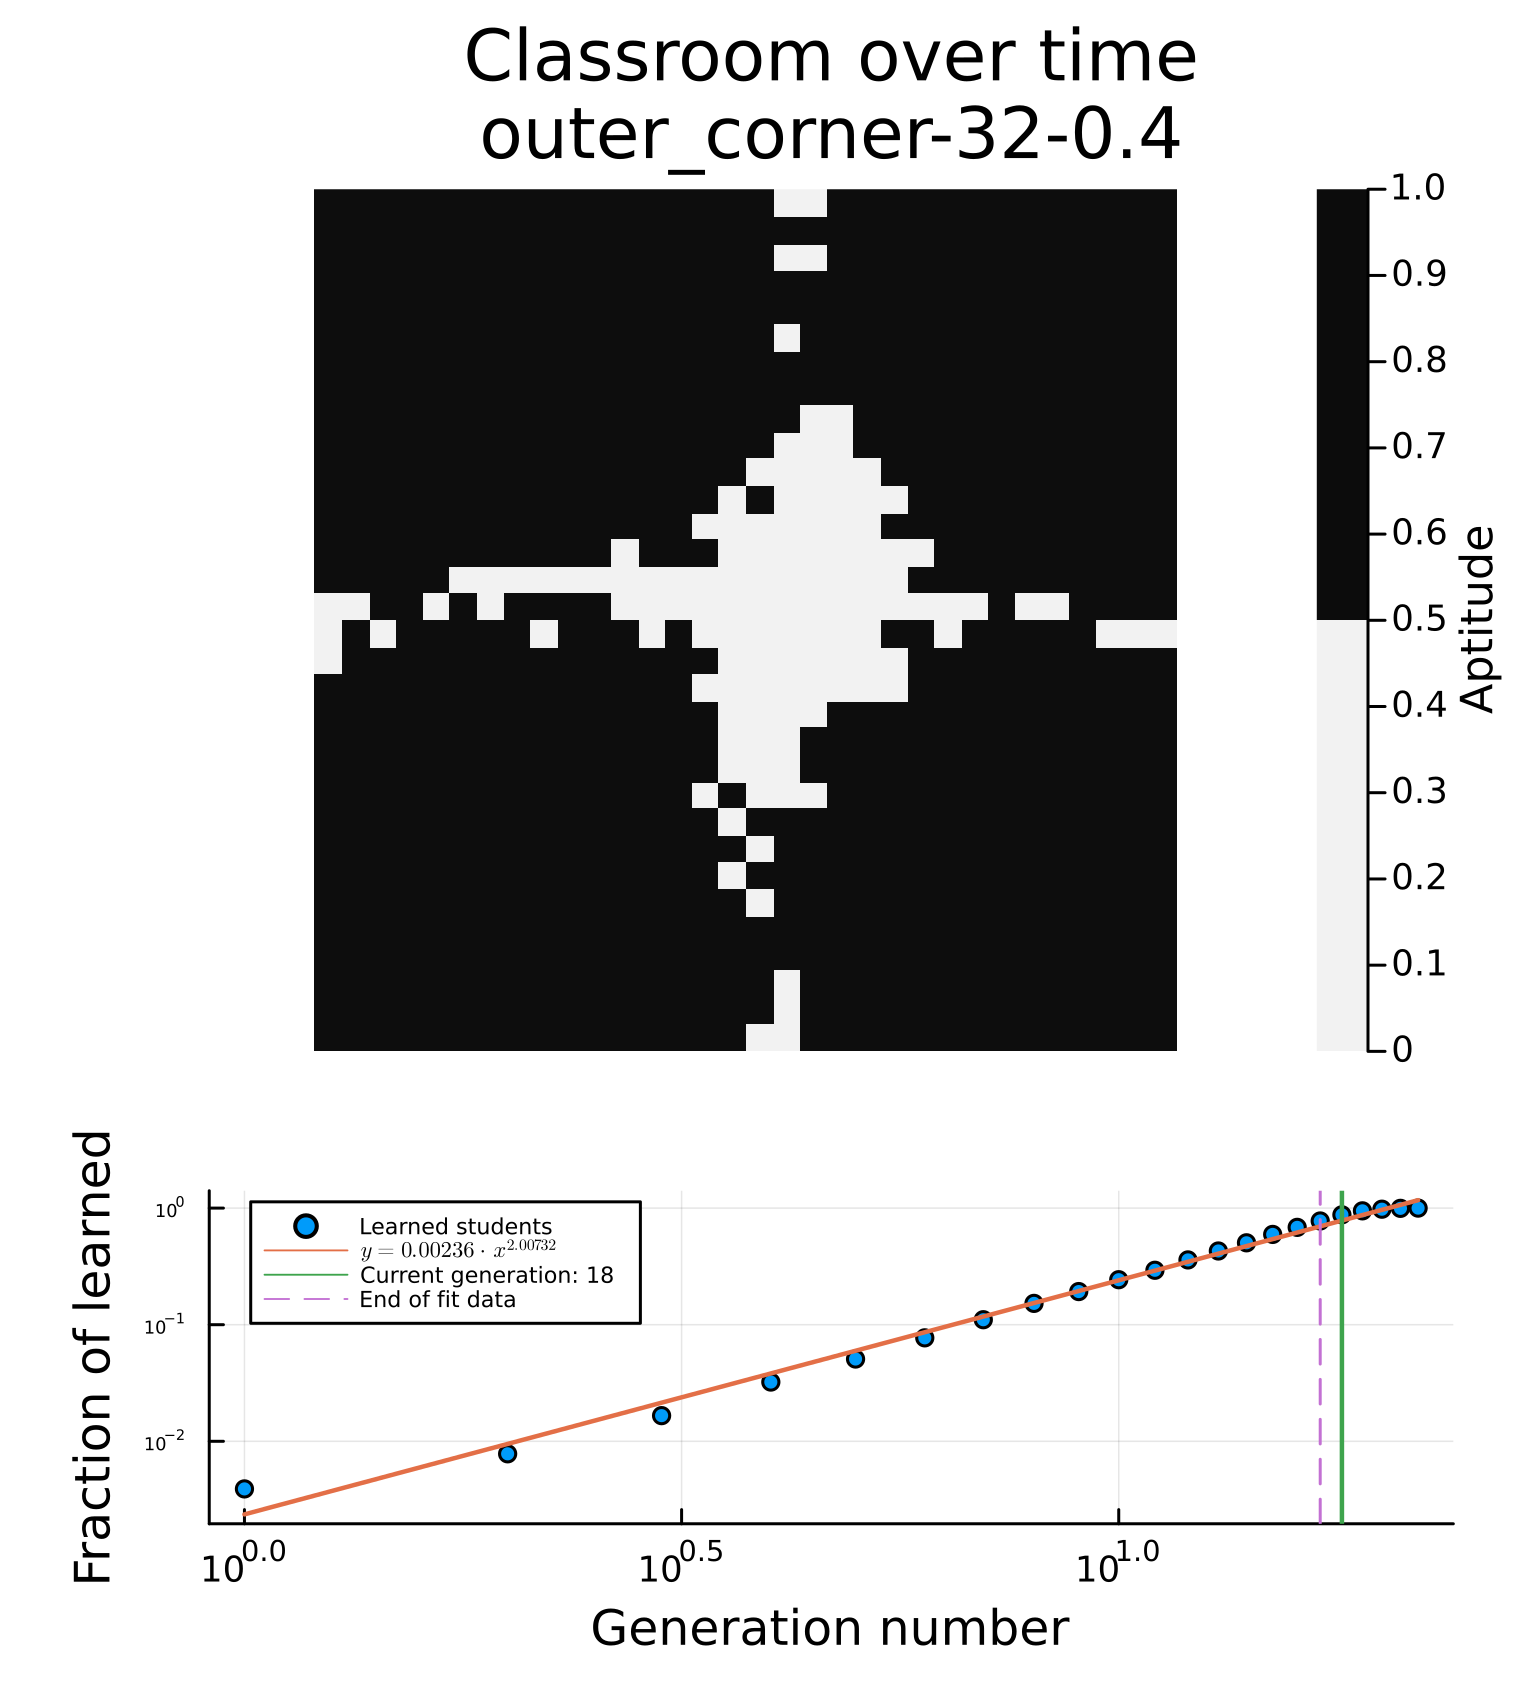 Classroom over time
outer_corner-32-0.4
1.0
0.9
0.8
0.7
0.6
0.5
0.4
0.3
0.2
0.1
0
Aptitude
Fraction of learned
10⁰
10⁻¹
10⁻²
Learned students
y = 0.00236 · x^2.00732
Current generation: 18
End of fit data
10^0.0
10^0.5
10^1.0
Generation number